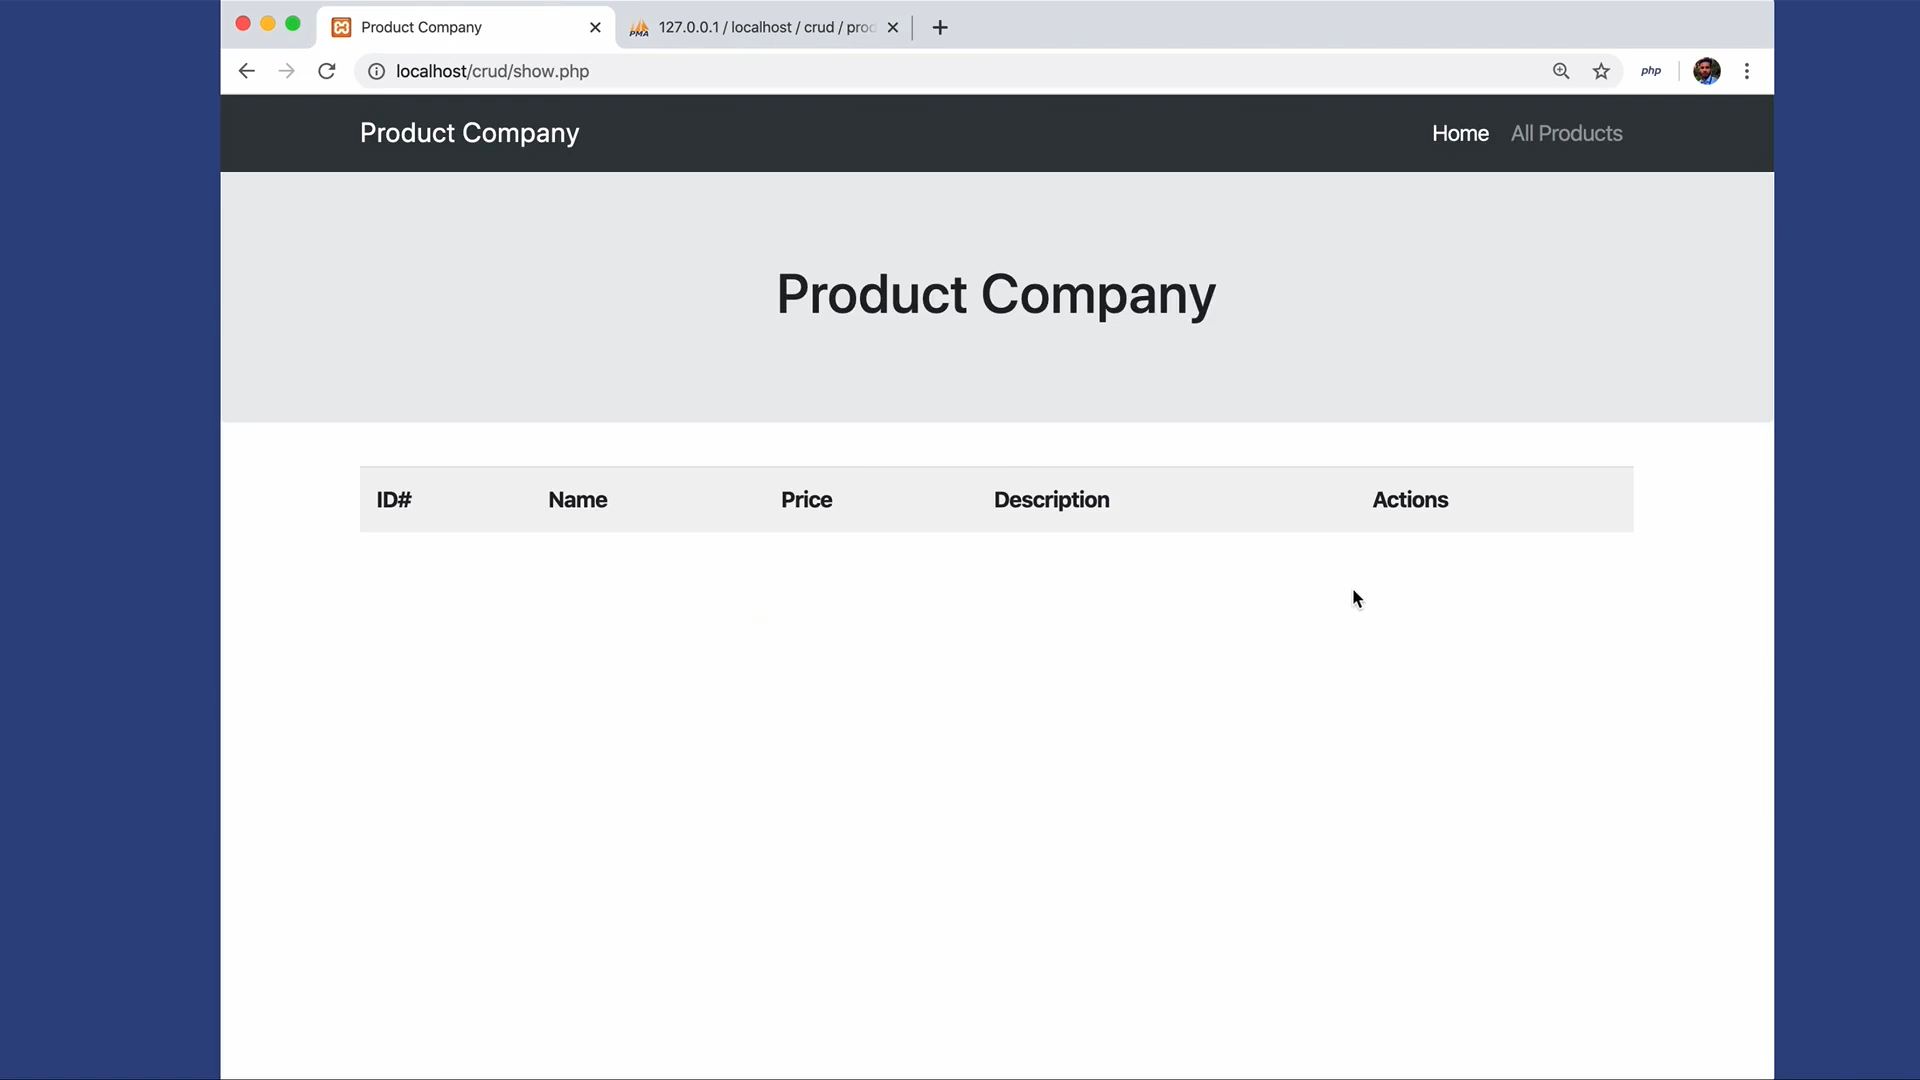 Product Company
127.0.0.1 / localhost / crud / prod
localhost/crud/show.php
php
Product Company
Home
All Products
Product Company
ID#
Name
Price
Description
Actions